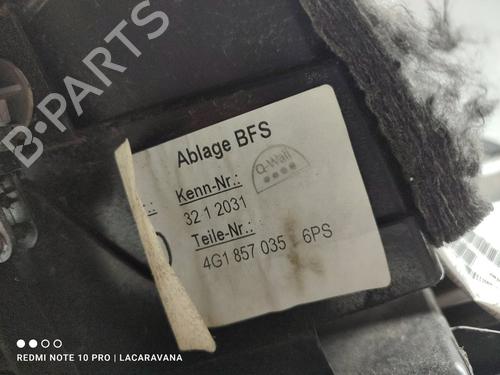 B-PARTS
Ablage BFS
Kenn-Nr.:
32 1 2031
Q-Wall
Teile-Nr.:
4G1 857 035 6PS
REDMI NOTE 10 PRO | LACARAVANA